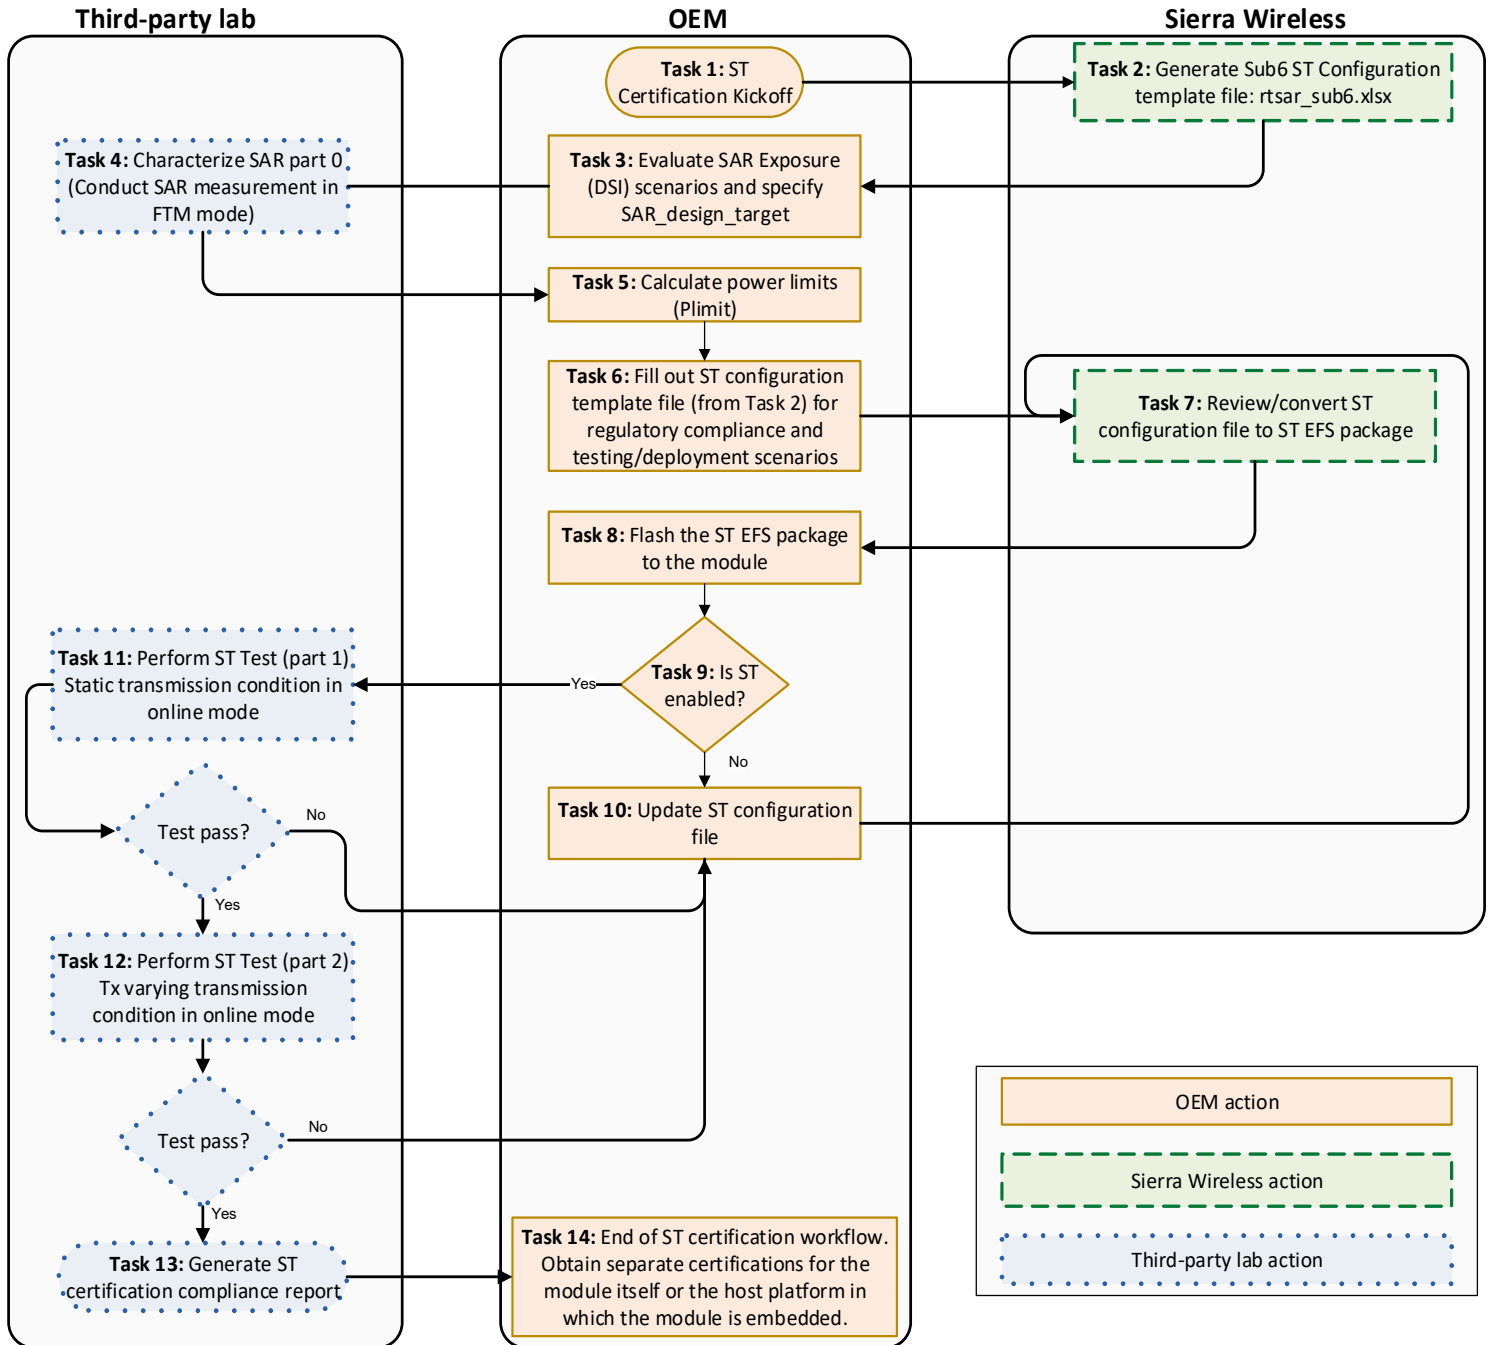 Third-party lab
OEM
Sierra Wireless
Task 1: ST
Certification Kickoff
Task 2: Generate Sub6 ST Configuration
template file: rtsar_sub6.xlsx
Task 3: Evaluate SAR Exposure
(DSI) scenarios and specify
SAR_design_target
Task 4: Characterize SAR part 0
(Conduct SAR measurement in
FTM mode)
Task 5: Calculate power limits
(Plimit)
Task 6: Fill out ST configuration
template file (from Task 2) for
regulatory compliance and
testing/deployment scenarios
Task 7: Review/convert ST
configuration file to ST EFS package
Task 8: Flash the ST EFS package
to the module
Task 9: Is ST
enabled?
Yes
No
Task 10: Update ST configuration
file
Task 11: Perform ST Test (part 1)
Static transmission condition in
online mode
Test pass?
No
Yes
Task 12: Perform ST Test (part 2)
Tx varying transmission
condition in online mode
Test pass?
No
Yes
Task 13: Generate ST
certification compliance report
Task 14: End of ST certification workflow.
Obtain separate certifications for the
module itself or the host platform in
which the module is embedded.
OEM action
Sierra Wireless action
Third-party lab action